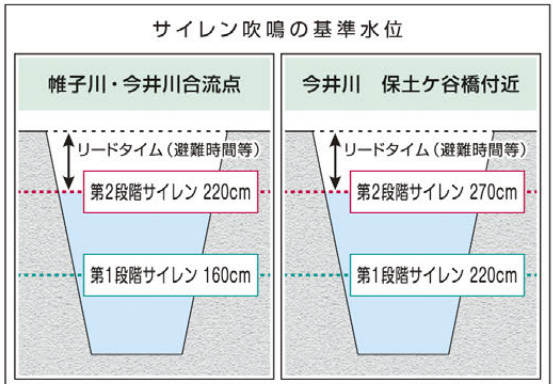 サイレン吹鳴の基準水位
帷子川・今井川合流点
リードタイム（避難時間等）
第2段階サイレン 220cm
第1段階サイレン 160cm
今井川　保土ケ谷橋付近
リードタイム（避難時間等）
第2段階サイレン 270cm
第1段階サイレン 220cm